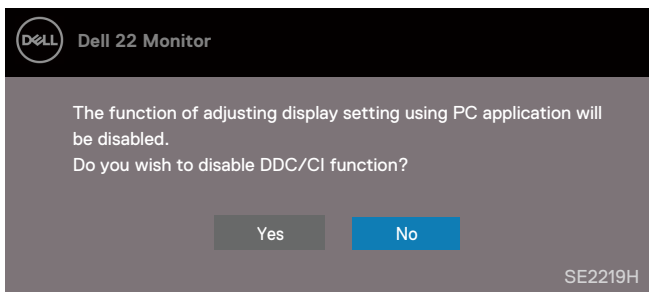 DELL Dell 22 Monitor
The function of adjusting display setting using PC application will
be disabled.
Do you wish to disable DDC/CI function?
Yes No
SE2219H